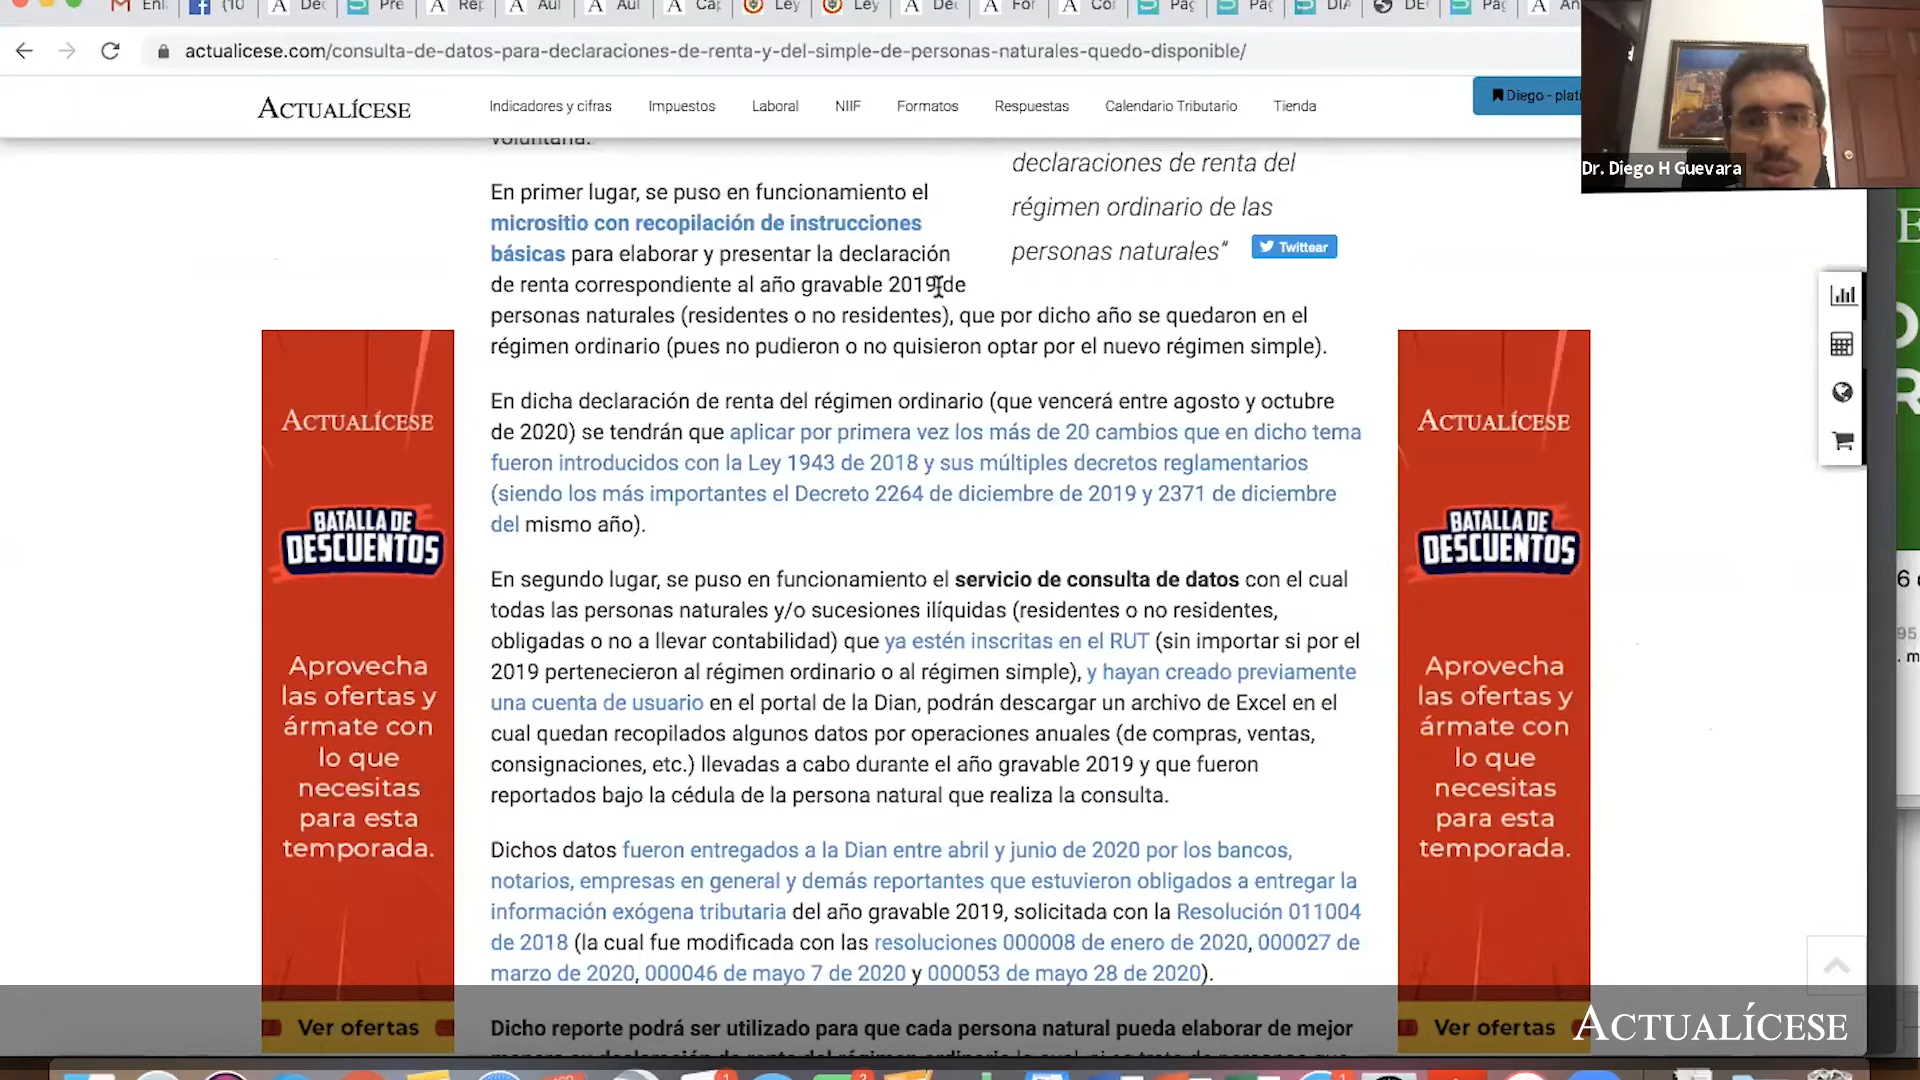 actualicese.com/consulta-de-datos-para-declaraciones-de-renta-y-del-simple-de-personas-naturales-quedo-disponible/
ACTUALÍCESE
Indicadores y cifras
Impuestos
Laboral
NIIF
Formatos
Respuestas
Calendario Tributario
Tienda
Diego - plati
Dr. Diego H Guevara
voluntaria.
declaraciones de renta del
régimen ordinario de las
personas naturales”
Twittear
En primer lugar, se puso en funcionamiento el
micrositio con recopilación de instrucciones
básicas para elaborar y presentar la declaración
de renta correspondiente al año gravable 2019 de
personas naturales (residentes o no residentes), que por dicho año se quedaron en el
régimen ordinario (pues no pudieron o no quisieron optar por el nuevo régimen simple).
En dicha declaración de renta del régimen ordinario (que vencerá entre agosto y octubre
de 2020) se tendrán que aplicar por primera vez los más de 20 cambios que en dicho tema
fueron introducidos con la Ley 1943 de 2018 y sus múltiples decretos reglamentarios
(siendo los más importantes el Decreto 2264 de diciembre de 2019 y 2371 de diciembre
del mismo año).
En segundo lugar, se puso en funcionamiento el servicio de consulta de datos con el cual
todas las personas naturales y/o sucesiones ilíquidas (residentes o no residentes,
obligadas o no a llevar contabilidad) que ya estén inscritas en el RUT (sin importar si por el
2019 pertenecieron al régimen ordinario o al régimen simple), y hayan creado previamente
una cuenta de usuario en el portal de la Dian, podrán descargar un archivo de Excel en el
cual quedan recopilados algunos datos por operaciones anuales (de compras, ventas,
consignaciones, etc.) llevadas a cabo durante el año gravable 2019 y que fueron
reportados bajo la cédula de la persona natural que realiza la consulta.
Dichos datos fueron entregados a la Dian entre abril y junio de 2020 por los bancos,
notarios, empresas en general y demás reportantes que estuvieron obligados a entregar la
información exógena tributaria del año gravable 2019, solicitada con la Resolución 011004
de 2018 (la cual fue modificada con las resoluciones 000008 de enero de 2020, 000027 de
marzo de 2020, 000046 de mayo 7 de 2020 y 000053 de mayo 28 de 2020).
Dicho reporte podrá ser utilizado para que cada persona natural pueda elaborar de mejor
ACTUALÍCESE
BATALLA DE
DESCUENTOS
Aprovecha
las ofertas y
ármate con
lo que
necesitas
para esta
temporada.
Ver ofertas
ACTUALÍCESE
BATALLA DE
DESCUENTOS
Aprovecha
las ofertas y
ármate con
lo que
necesitas
para esta
temporada.
Ver ofertas
ACTUALÍCESE